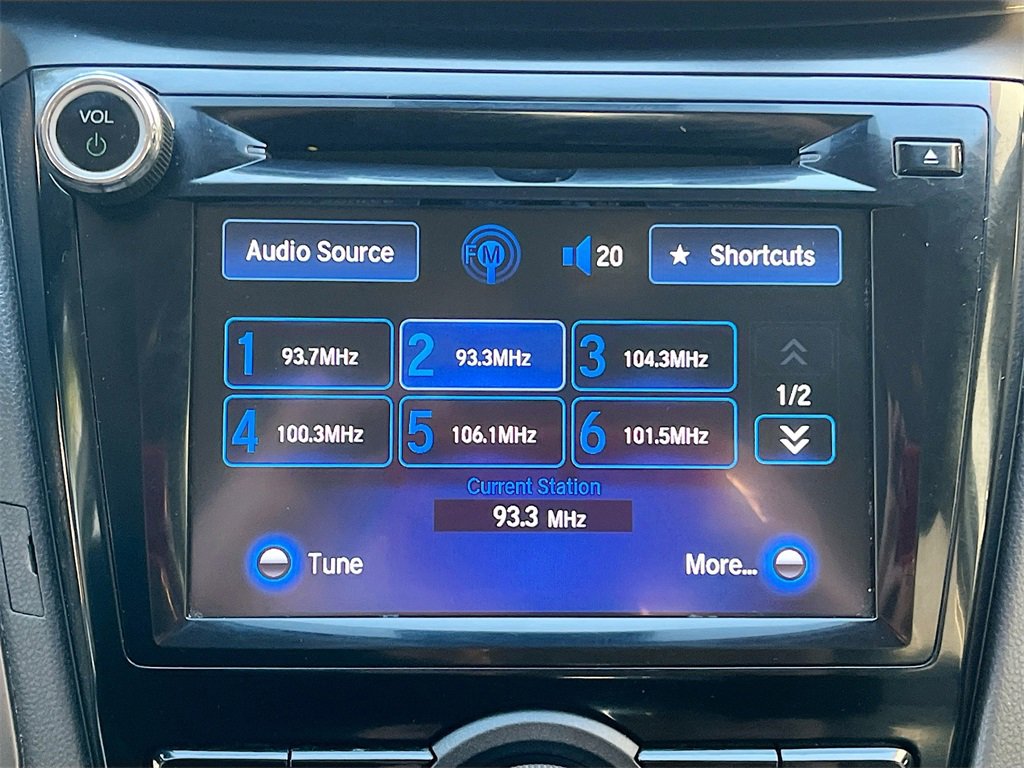 VOL
Audio Source
FM
20
★ Shortcuts
1 93.7MHz
2 93.3MHz
3 104.3MHz
1/2
4 100.3MHz
5 106.1MHz
6 101.5MHz
Current Station
93.3 MHz
Tune
More...